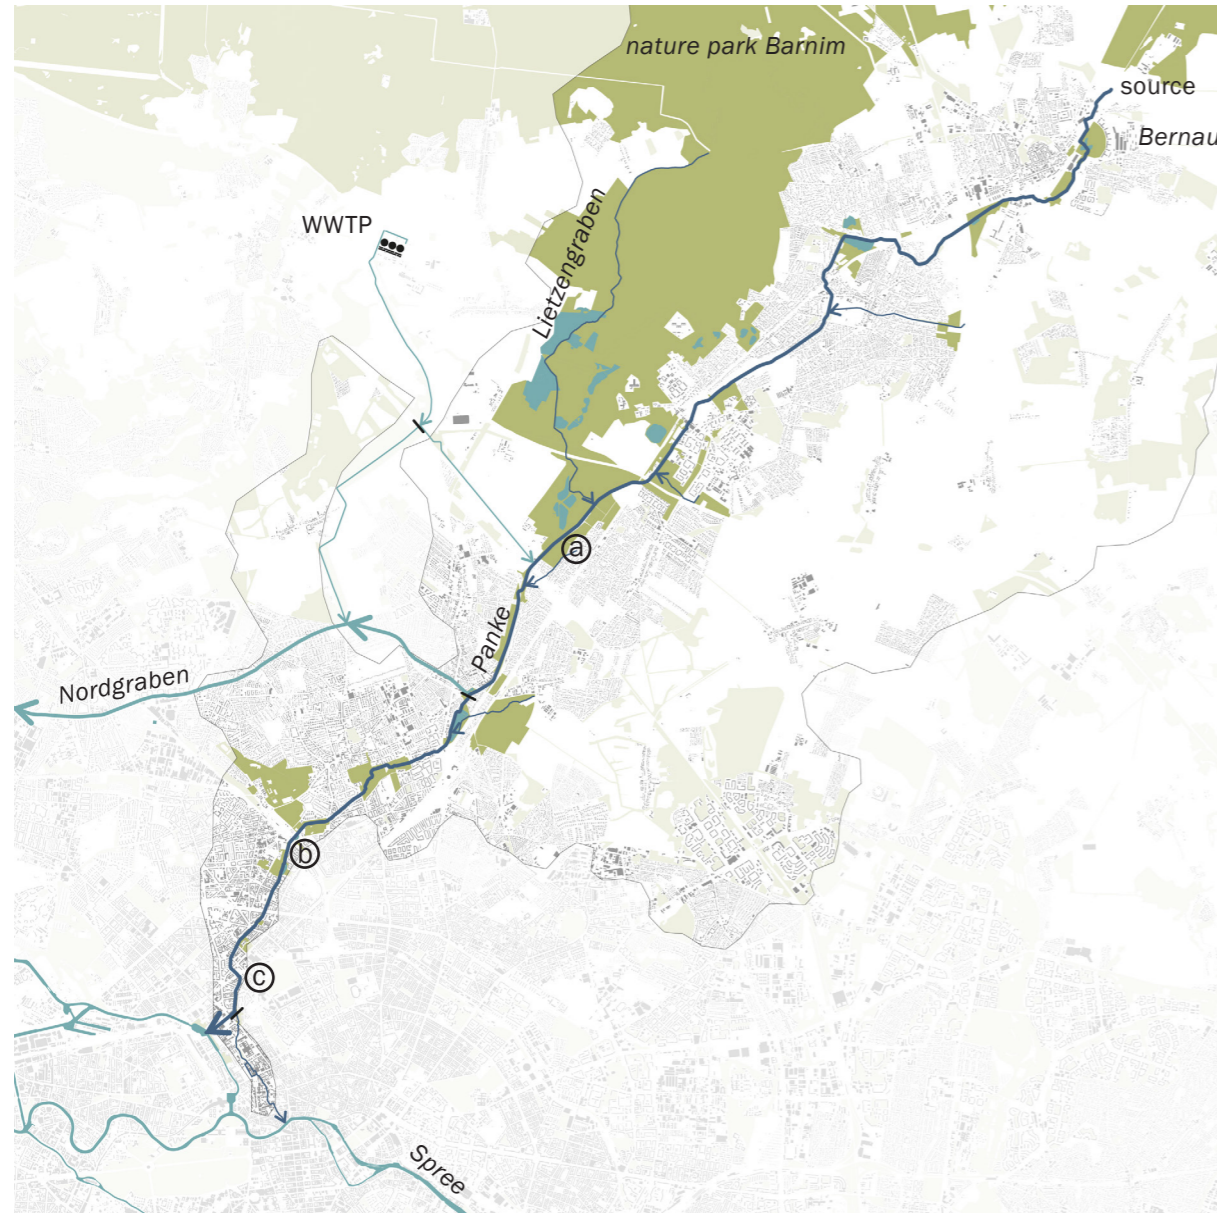 nature park Barnim
source
Bernau
WWTP
Lietzengraben
a
Panke
Nordgraben
b
c
Spree